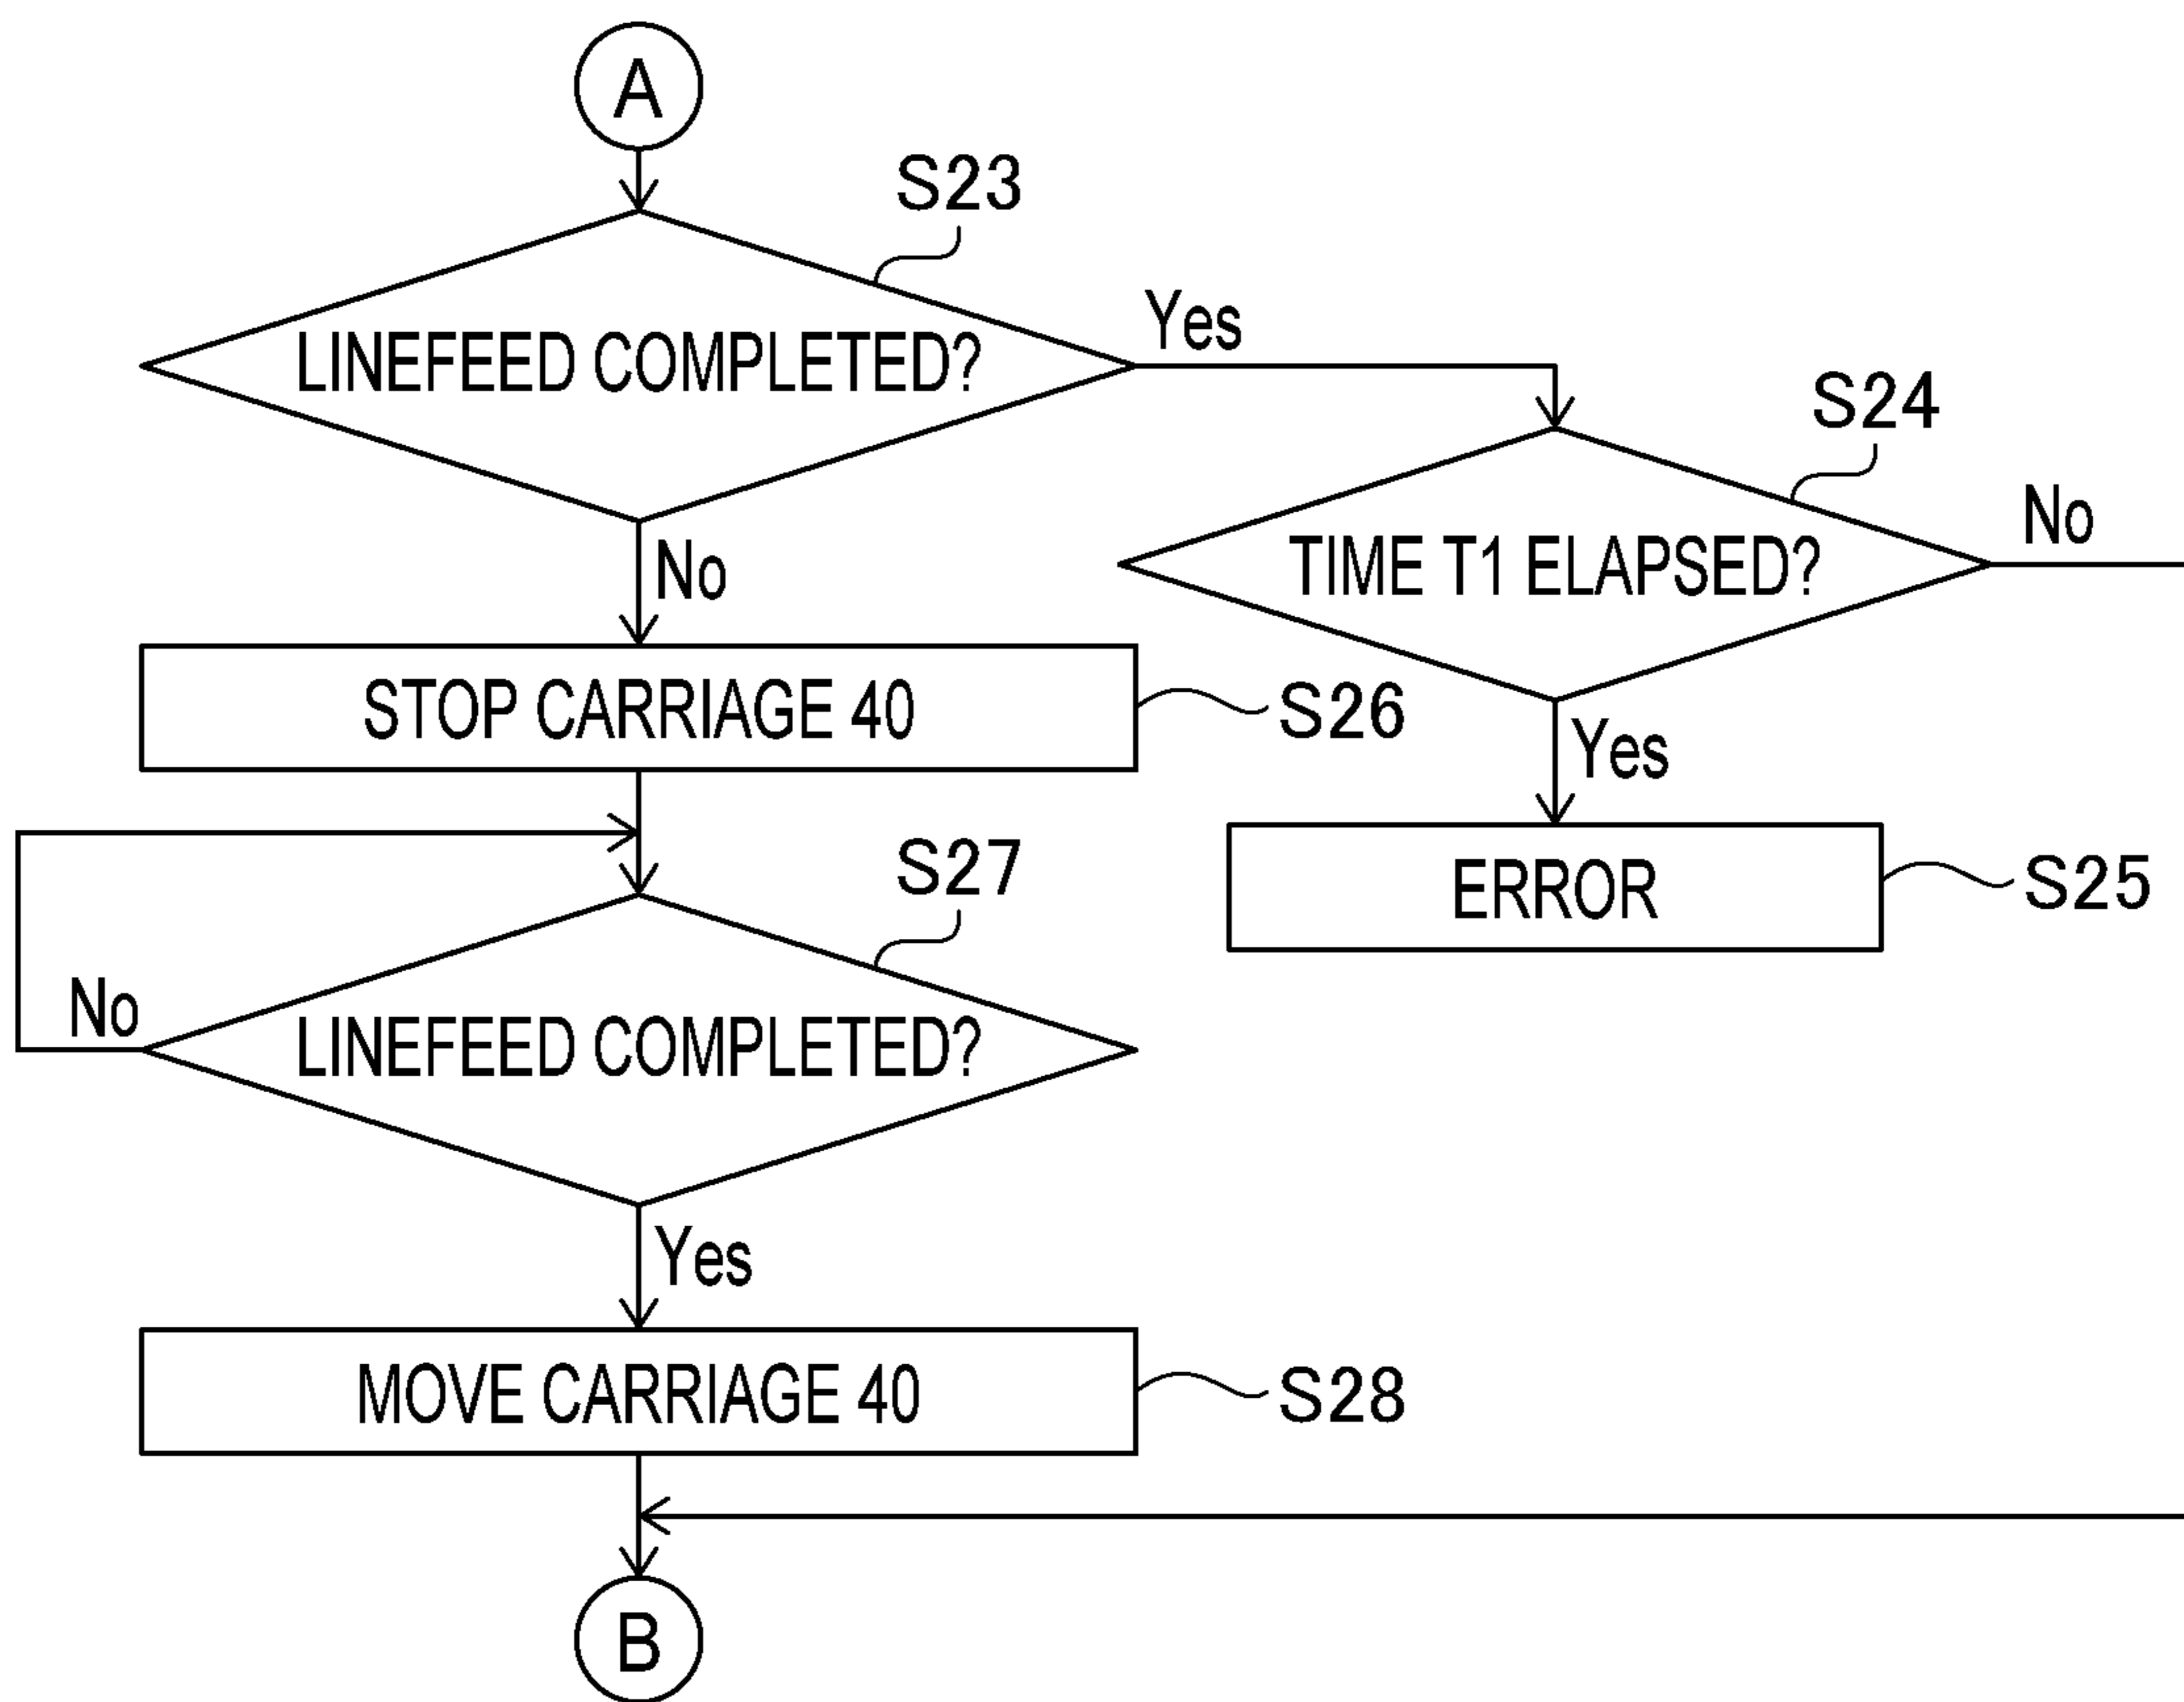 A
S23
LINEFEED COMPLETED?
Yes
S24
TIME T1 ELAPSED?
No
No
STOP CARRIAGE 40
S26
Yes
ERROR
S25
S27
LINEFEED COMPLETED?
No
Yes
MOVE CARRIAGE 40
S28
B